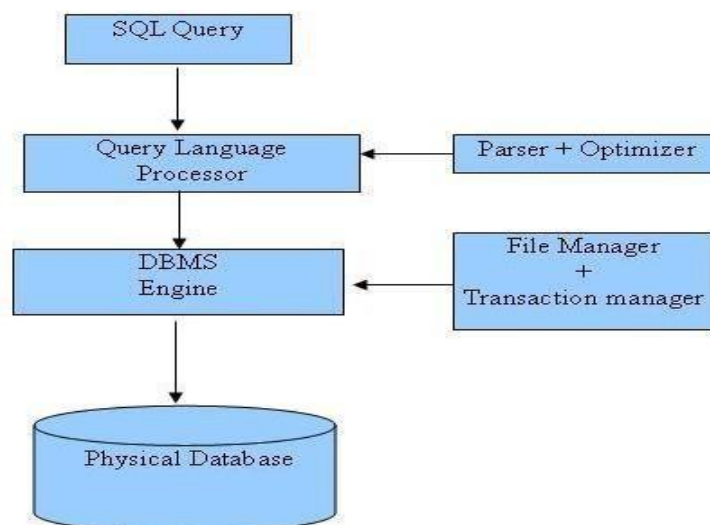 SQL Query
Query Language
Processor
Parser + Optimizer
DBMS
Engine
File Manager
+
Transaction manager
Physical Database